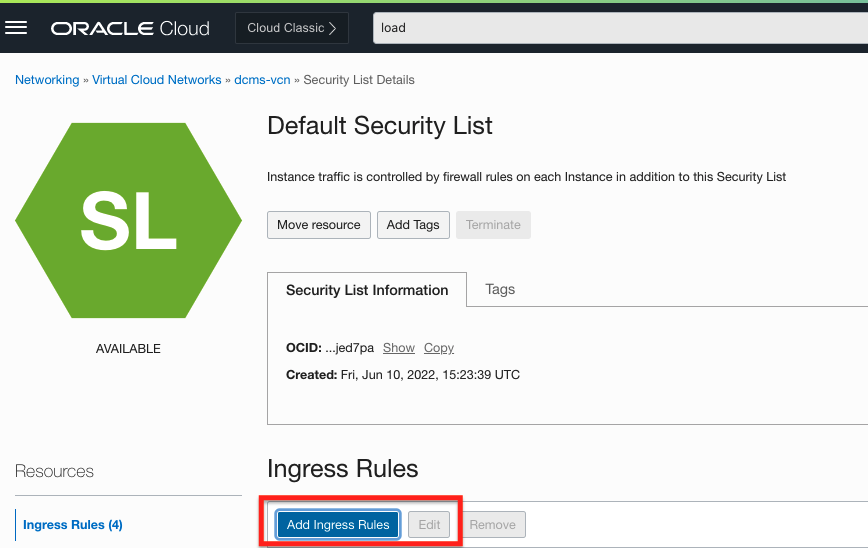 ORACLE Cloud Cloud Classic load
Networking » Virtual Cloud Networks » dcms-vcn » Security List Details
Default Security List
SL
Instance traffic is controlled by firewall rules on each Instance in addition to this Security List
Move resource Add Tags Terminate
Security List Information Tags
AVAILABLE
OCID: ...jed7pa Show Copy
Created: Fri, Jun 10, 2022, 15:23:39 UTC
Resources
Ingress Rules
Ingress Rules (4)
Add Ingress Rules Edit Remove